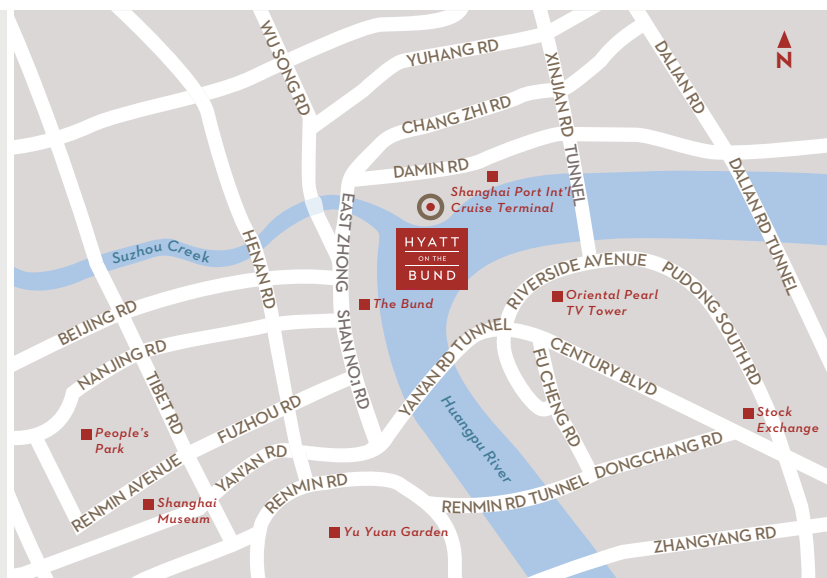 WU SONG RD
YUHANG RD
XINJIAN RD TUNNEL
DALIAN RD
N
CHANG ZHI RD
DAMIN RD
DALIAN RD TUNNEL
Shanghai Port Int'l
Cruise Terminal
EAST ZHONG SHAN NO.1 RD
HYATT
ON THE
BUND
Suzhou Creek
HENAN RD
RIVERSIDE AVENUE
PUDONG SOUTH RD
The Bund
Oriental Pearl
TV Tower
BEIJING RD
NANJING RD
YAN'AN RD TUNNEL
CENTURY BLVD
FU CHENG RD
TIBET RD
FUZHOU RD
Huangpu River
Stock
Exchange
People's
Park
RENMIN AVENUE
YAN'AN RD
RENMIN RD
RENMIN RD TUNNEL
DONGCHANG RD
Shanghai
Museum
Yu Yuan Garden
ZHANGYANG RD